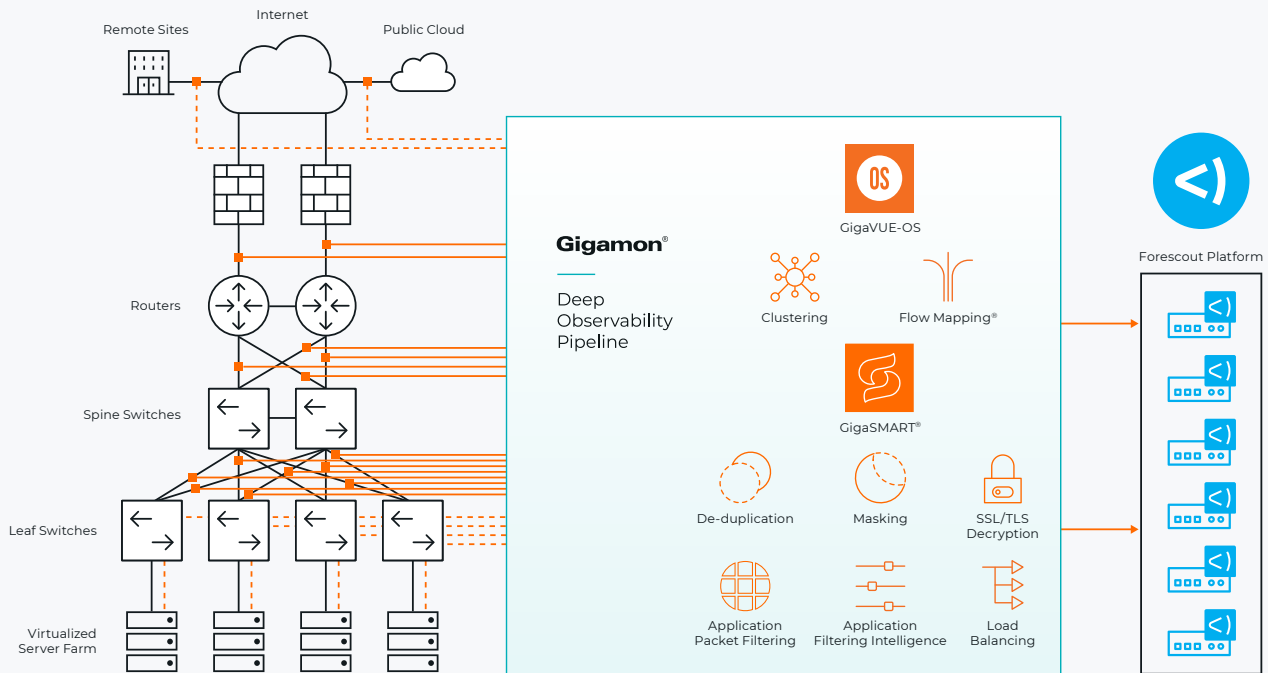 Internet
Remote Sites
Public Cloud
OS
GigaVUE-OS
Gigamon®
Forescout Platform
Deep
Observability
Pipeline
Clustering
Flow Mapping®
Routers
Spine Switches
GigaSMART®
De-duplication
Masking
SSL/TLS
Decryption
Leaf Switches
Application
Packet Filtering
Application
Filtering Intelligence
Load
Balancing
Virtualized
Server Farm